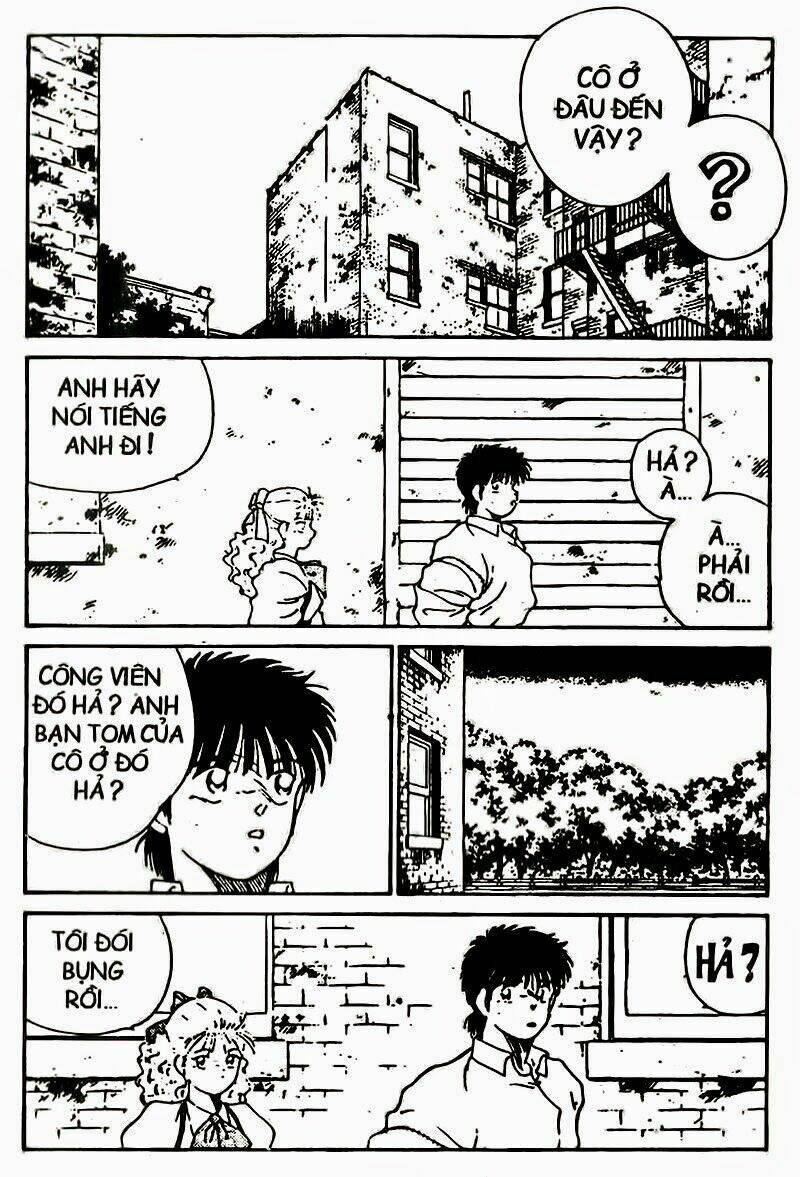 CÔ Ở
ĐÂU ĐẾN
VẬY?
?
ANH HÃY
NÓI TIẾNG
ANH ĐI!
HẢ?
À...
À...
PHẢI
RỒI...
CÔNG VIÊN
ĐÓ HẢ? ANH
BẠN TOM CỦA
CÔ Ở ĐÓ
HẢ?
TÔI ĐÓI
BỤNG
RỒI...
HẢ?